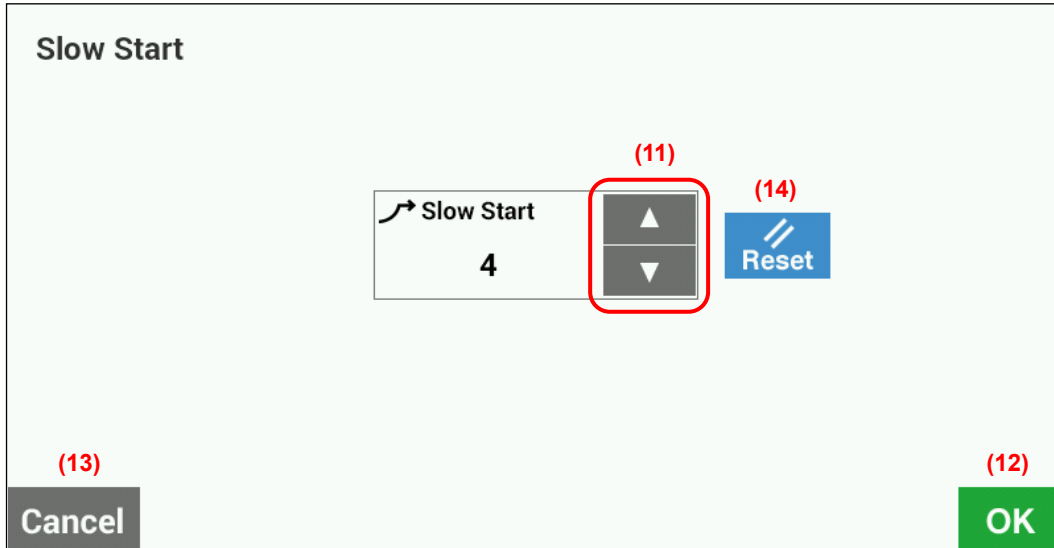 Slow Start
(11)
(14)
Slow Start
▲
4
▼
Reset
(13)
(12)
Cancel
OK